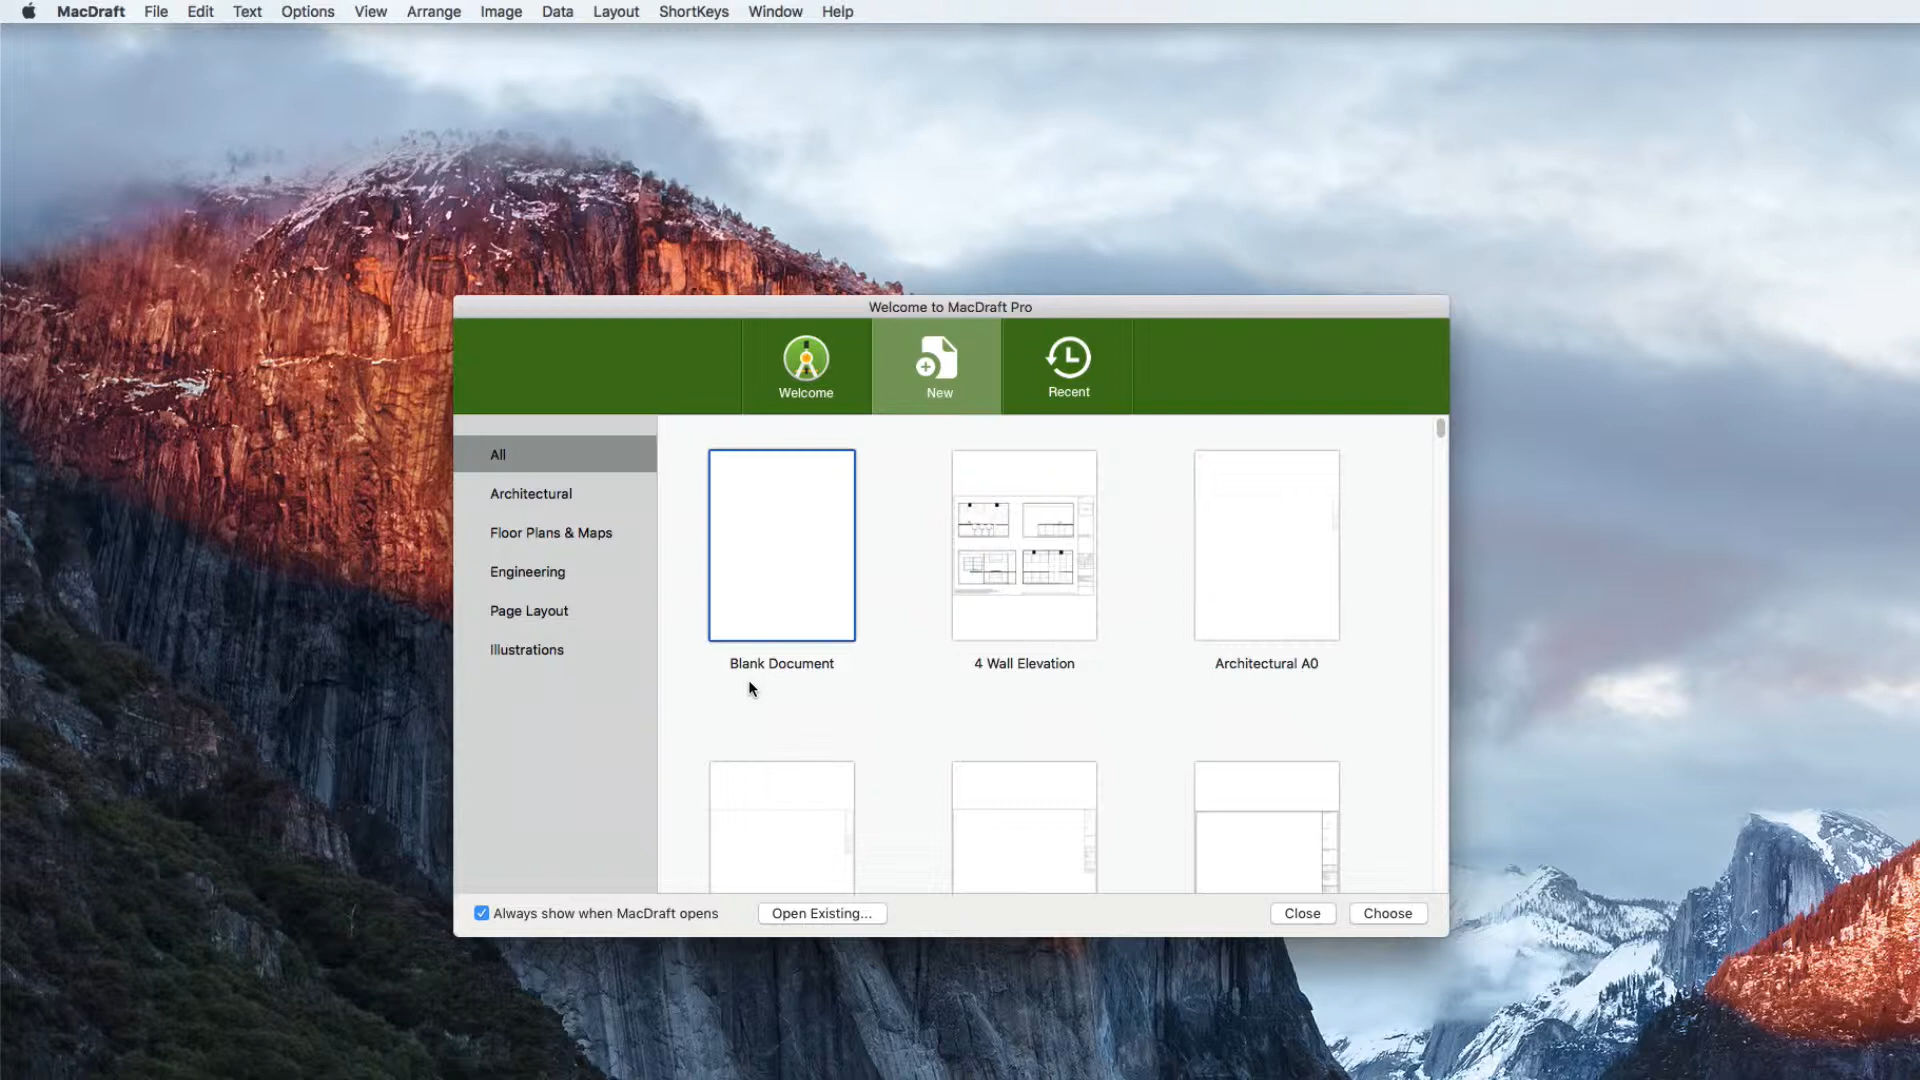 MacDraft File Edit Text Options View Arrange Image Data Layout ShortKeys Window Help
Welcome to MacDraft Pro
Welcome New Recent
All
Architectural
Floor Plans & Maps
Engineering
Page Layout
Illustrations
Blank Document 4 Wall Elevation Architectural A0
Always show when MacDraft opens Open Existing... Close Choose